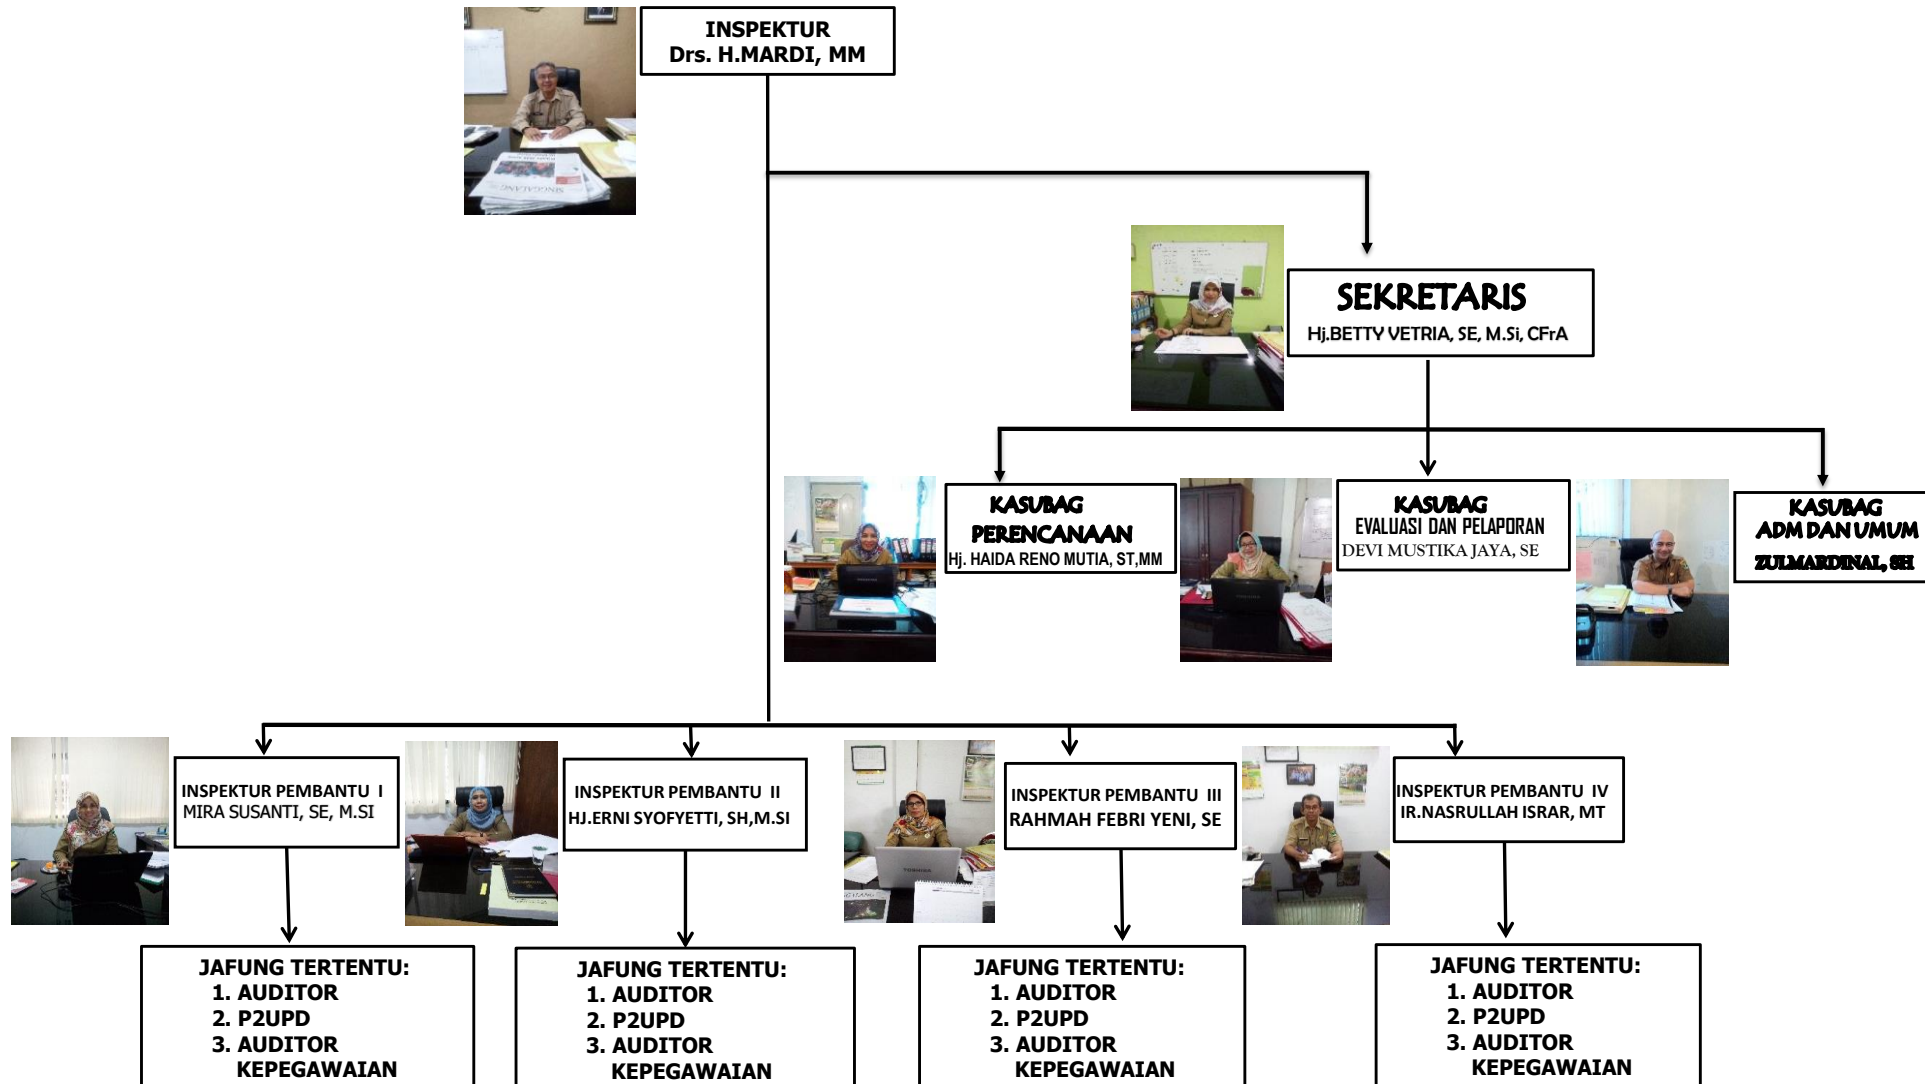 INSPEKTUR
Drs. H.MARDI, MM
SINGGALANG
SEKRETARIS
Hj.BETTY VETRIA, SE, M.Si, CFrA
KASUBAG
PERENCANAAN
Hj. HAIDA RENO MUTIA, ST,MM
KASUBAG
EVALUASI DAN PELAPORAN
DEVI MUSTIKA JAYA, SE
KASUBAG
ADM DAN UMUM
ZULMARDINAL, SH
INSPEKTUR PEMBANTU I
MIRA SUSANTI, SE, M.SI
INSPEKTUR PEMBANTU II
HJ.ERNI SYOFYETTI, SH,M.SI
INSPEKTUR PEMBANTU III
RAHMAH FEBRI YENI, SE
TOSHIBA
INSPEKTUR PEMBANTU IV
IR.NASRULLAH ISRAR, MT
JAFUNG TERTENTU:
1. AUDITOR
2. P2UPD
3. AUDITOR
KEPEGAWAIAN
JAFUNG TERTENTU:
1. AUDITOR
2. P2UPD
3. AUDITOR
KEPEGAWAIAN
JAFUNG TERTENTU:
1. AUDITOR
2. P2UPD
3. AUDITOR
KEPEGAWAIAN
JAFUNG TERTENTU:
1. AUDITOR
2. P2UPD
3. AUDITOR
KEPEGAWAIAN